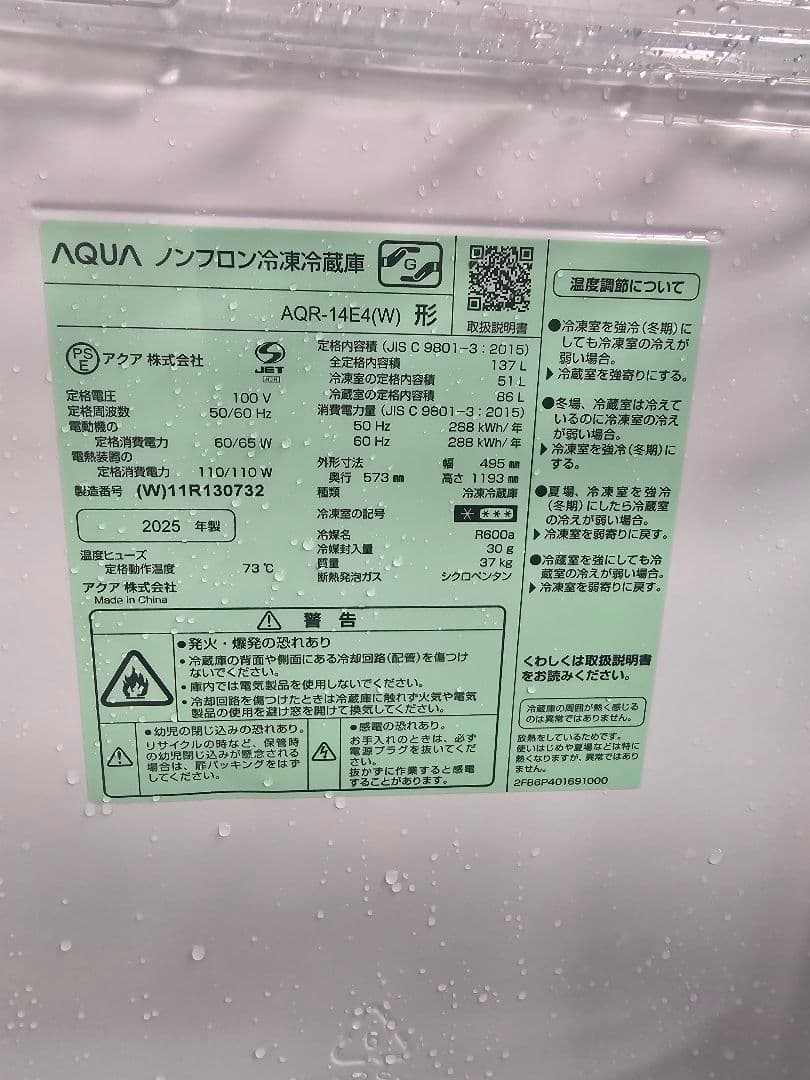 AQUA ノンフロン冷凍冷蔵庫 G
AQR-14E4(W) 形
取扱説明書
PS E アクア 株式会社
JET
定格電圧 100 V
定格周波数 50/60 Hz
電動機の
定格消費電力 60/65 W
電熱装置の
定格消費電力 110/110 W
製造番号 (W)11R130732
2025 年製
温度ヒューズ
定格動作温度 73 ℃
アクア 株式会社
Made in China
定格内容積 (JIS C 9801-3 : 2015)
全定格内容積 137 L
冷凍室の定格内容積 51 L
冷蔵室の定格内容積 86 L
消費電力量 (JIS C 9801-3 : 2015)
50 Hz 288 kWh/年
60 Hz 288 kWh/年
外形寸法 幅 495 mm
奥行 573 mm 高さ 1193 mm
種類 冷凍冷蔵庫
冷凍室の記号
冷媒名 R600a
冷媒封入量 30 g
質量 37 kg
断熱発泡ガス シクロペンタン
警 告
●発火・爆発の恐れあり
・冷蔵庫の背面や側面にある冷却回路(配管)を傷つけ
ないでください。
・庫内では電気製品を使用しないでください。
・冷却回路を傷つけたときは冷蔵庫に触れず火気や電気
製品の使用を避け窓を開けて換気してください。
●幼児の閉じ込みの恐れあり。
リサイクルの時など、保管時
の幼児閉じ込みが懸念される
場合は、扉パッキングをはず
してください。
●感電の恐れあり。
お手入れのときは、必ず
電源プラグを抜いてくだ
さい。
抜かずに作業すると感電
することがあります。
温度調節について
●冷凍室を強冷(冬期)に
しても冷凍室の冷えが
弱い場合。
▶冷蔵室を強寄りにする。
●冬場、冷蔵室は冷えて
いるのに冷凍室の冷え
が弱い場合。
▶冷凍室を強冷(冬期)に
する。
●夏場、冷凍室を強冷
(冬期)にしたら冷蔵室
の冷えが弱い場合。
▶冷凍室を弱寄りに戻す。
●冷蔵室を強にしても冷
蔵室の冷えが弱い場合。
▶冷凍室を弱寄りに戻す。
くわしくは取扱説明書
をお読みください。
冷蔵庫の周囲が熱く感じる
のは異常ではありません。
放熱をしているためです。
使いはじめや夏場などは特に
熱くなりますが、異常ではあり
ません。
2FB6P401691000